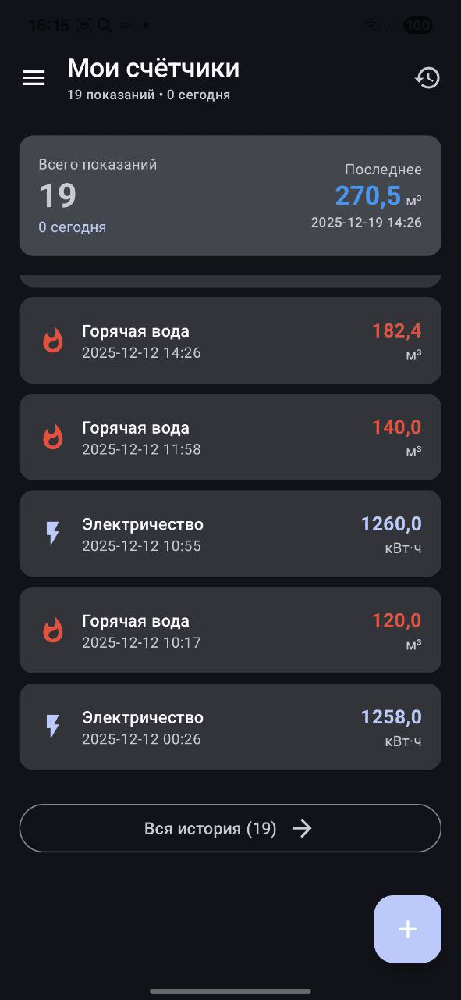 16:15
100
Мои счётчики
19 показаний • 0 сегодня
Всего показаний
19
0 сегодня
Последнее
270,5 м³
2025-12-19 14:26
Горячая вода
2025-12-12 14:26
182,4
м³
Горячая вода
2025-12-12 11:58
140,0
м³
Электричество
2025-12-12 10:55
1260,0
кВт·ч
Горячая вода
2025-12-12 10:17
120,0
м³
Электричество
2025-12-12 00:26
1258,0
кВт·ч
Вся история (19)